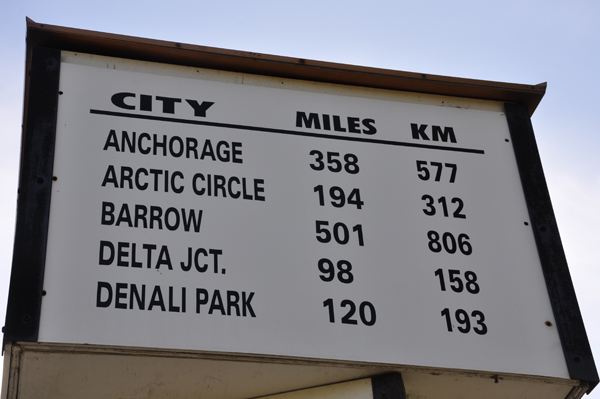 CITY MILES KM
ANCHORAGE 358 577
ARCTIC CIRCLE 194 312
BARROW 501 806
DELTA JCT. 98 158
DENALI PARK 120 193